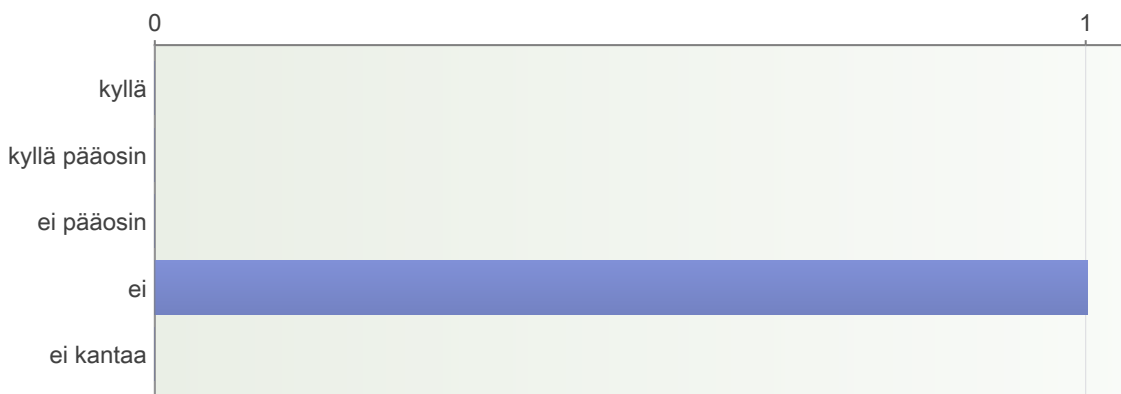 0 1
kyllä
kyllä pääosin
ei pääosin
ei
ei kantaa